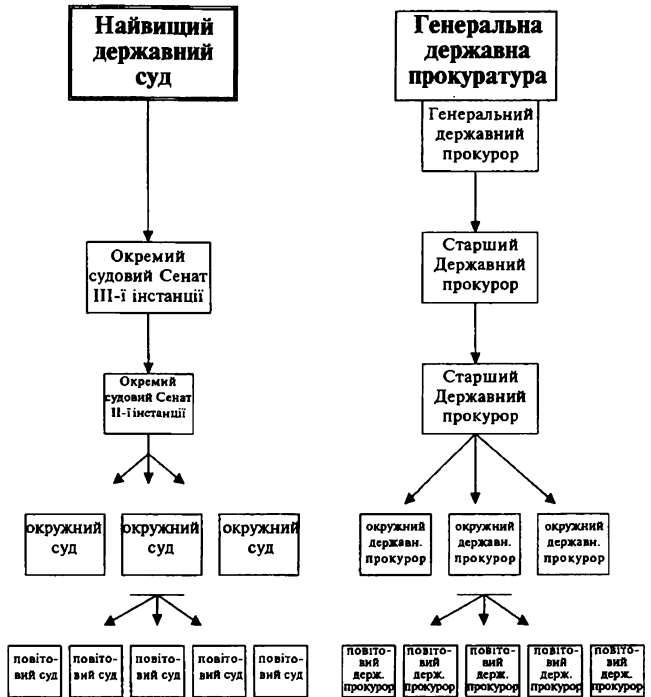 Найвищий
державний
суд
Генеральна
державна
прокуратура
Генеральний
державний
прокурор
Окремий
судовий Сенат
III-ї інстанції
Старший
Державний
прокурор
Окремий
судовий Сенат
II-ї інстанції
Старший
Державний
прокурор
окружний
суд
окружний
суд
окружний
суд
окружний
державн.
прокурор
окружний
державн.
прокурор
окружний
державн.
прокурор
повіто-
вий суд
повіто-
вий суд
повіто-
вий суд
повіто-
вий суд
повіто-
вий суд
повіто-
вий
держ.
прокурор
повіто-
вий
держ.
прокурор
повіто-
вий
держ.
прокурор
повіто-
вий
держ.
прокурор
повіто-
вий
держ.
прокурор